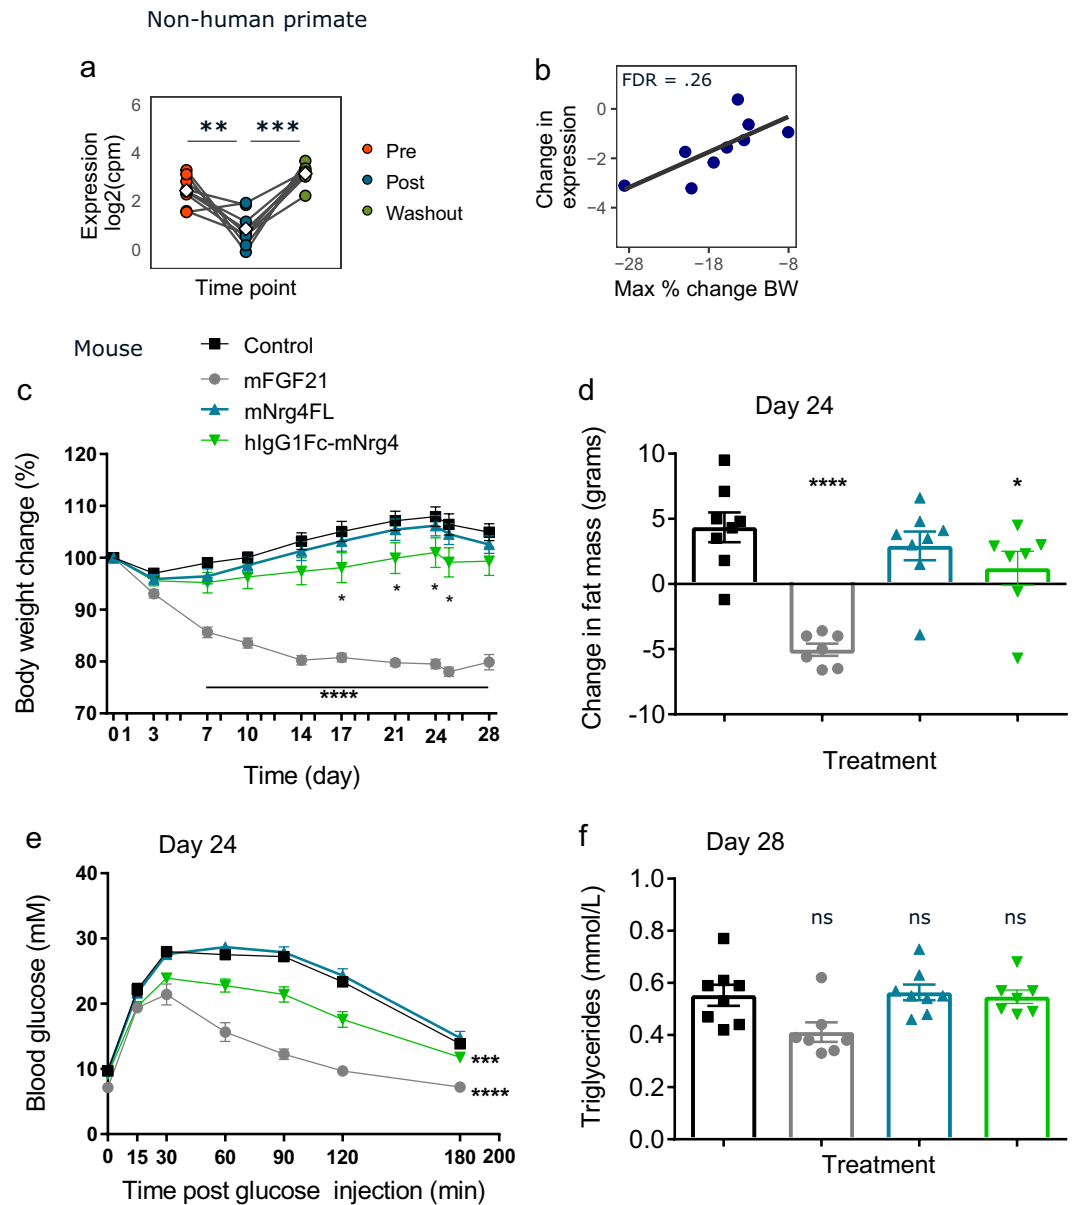 Non-human primate
a
6
4
2
0
Expression
log2(cpm)
** ***
Pre
Post
Washout
Time point
b
FDR = .26
0
−2
−4
Change in
expression
−28 −18 −8
Max % change BW
Mouse
Control
mFGF21
mNrg4FL
hIgG1Fc-mNrg4
c
120
110
100
90
80
70
Body weight change (%)
* * * *
****
0 1 3 7 10 14 17 21 24 28
Time (day)
d
Day 24
10
5
0
-5
-10
Change in fat mass (grams)
**** *
Treatment
e
Day 24
40
30
20
10
0
Blood glucose (mM)
***
****
0 15 30 60 90 120 180 200
Time post glucose injection (min)
f
Day 28
1.0
0.8
0.6
0.4
0.2
0.0
Triglycerides (mmol/L)
ns ns ns
Treatment